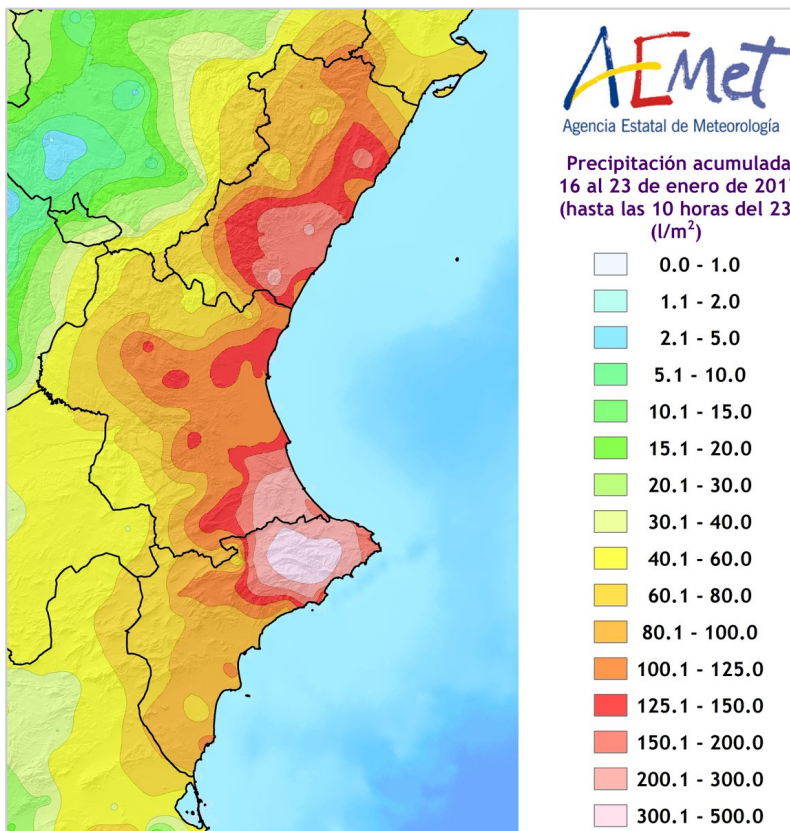 AEMet
Agencia Estatal de Meteorología
Precipitación acumulada
16 al 23 de enero de 201
(hasta las 10 horas del 23
(l/m²)
0.0 - 1.0
1.1 - 2.0
2.1 - 5.0
5.1 - 10.0
10.1 - 15.0
15.1 - 20.0
20.1 - 30.0
30.1 - 40.0
40.1 - 60.0
60.1 - 80.0
80.1 - 100.0
100.1 - 125.0
125.1 - 150.0
150.1 - 200.0
200.1 - 300.0
300.1 - 500.0